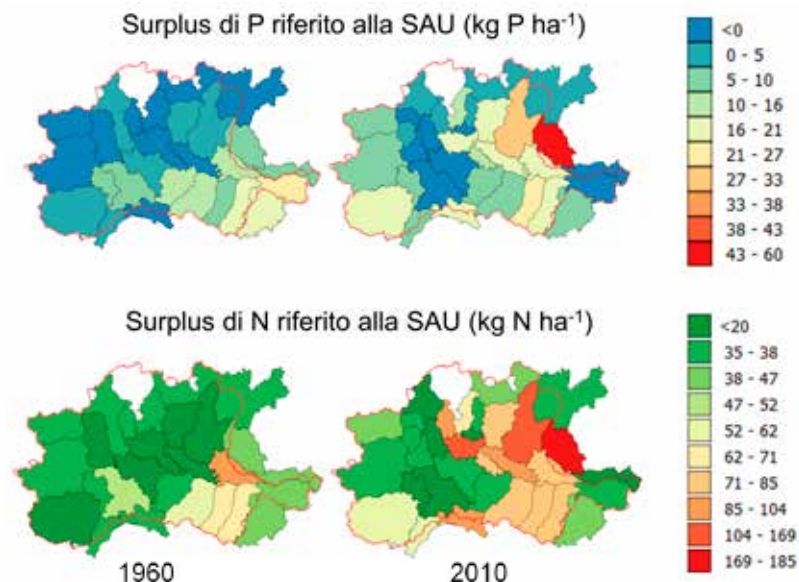 Surplus di P riferito alla SAU (kg P ha⁻¹)
<0
0 - 5
5 - 10
10 - 16
16 - 21
21 - 27
27 - 33
33 - 38
38 - 43
43 - 60
Surplus di N riferito alla SAU (kg N ha⁻¹)
<20
35 - 38
38 - 47
47 - 52
52 - 62
62 - 71
71 - 85
85 - 104
104 - 169
169 - 185
1960
2010